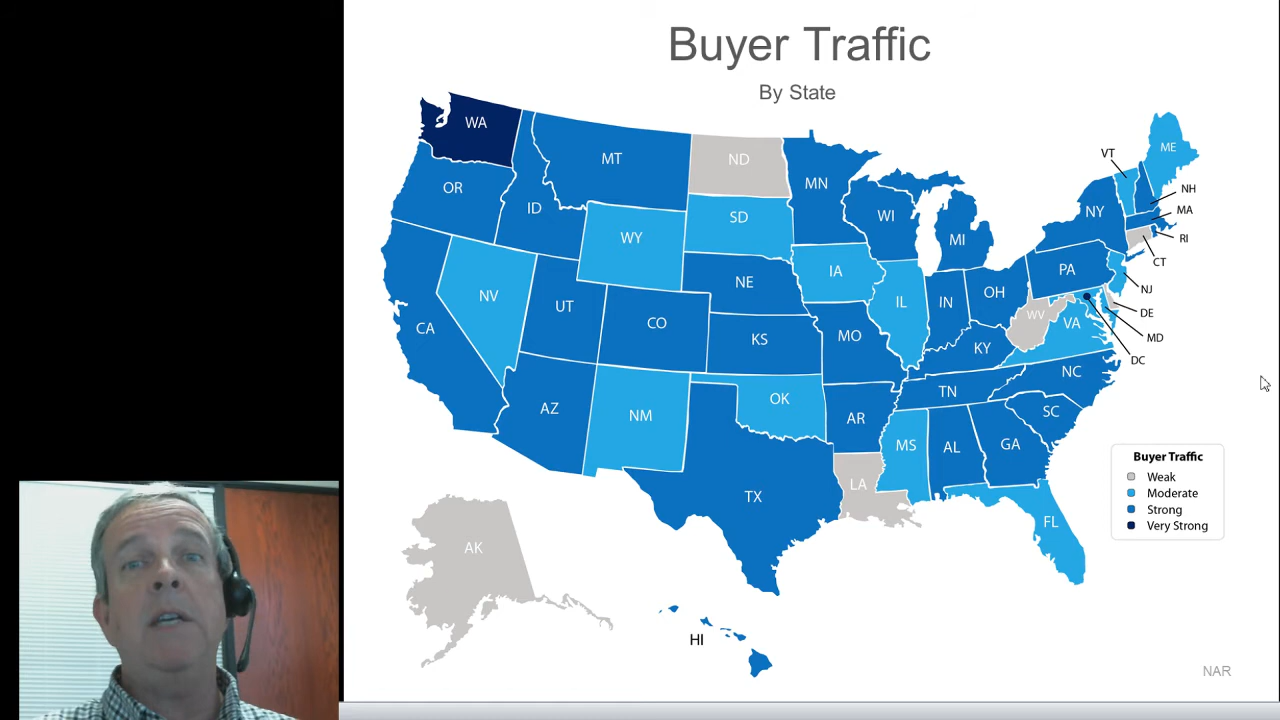 Buyer Traffic
By State
WA
MT
ND
MN
VT
ME
OR
ID
SD
WI
NY
NH
MA
WY
MI
RI
CT
NV
NE
IA
IL
IN
OH
PA
NJ
CA
UT
CO
KS
MO
KY
WV
VA
DE
MD
DC
AZ
NM
OK
AR
TN
NC
SC
MS
AL
GA
TX
LA
FL
AK
HI
Buyer Traffic
Weak
Moderate
Strong
Very Strong
NAR